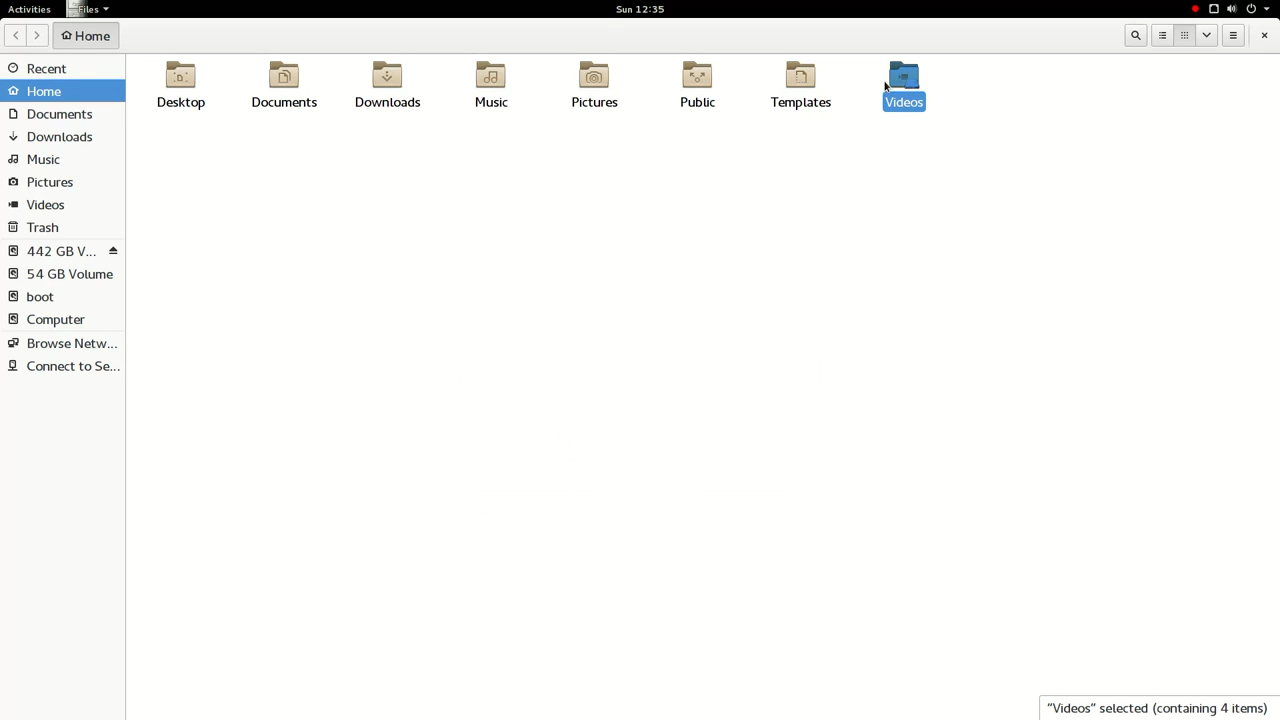 Activities Files Sun 12:35
Home
Recent
Home
Documents
Downloads
Music
Pictures
Videos
Trash
442 GB V...
54 GB Volume
boot
Computer
Browse Netw...
Connect to Se...
Desktop Documents Downloads Music Pictures Public Templates Videos
"Videos" selected (containing 4 items)